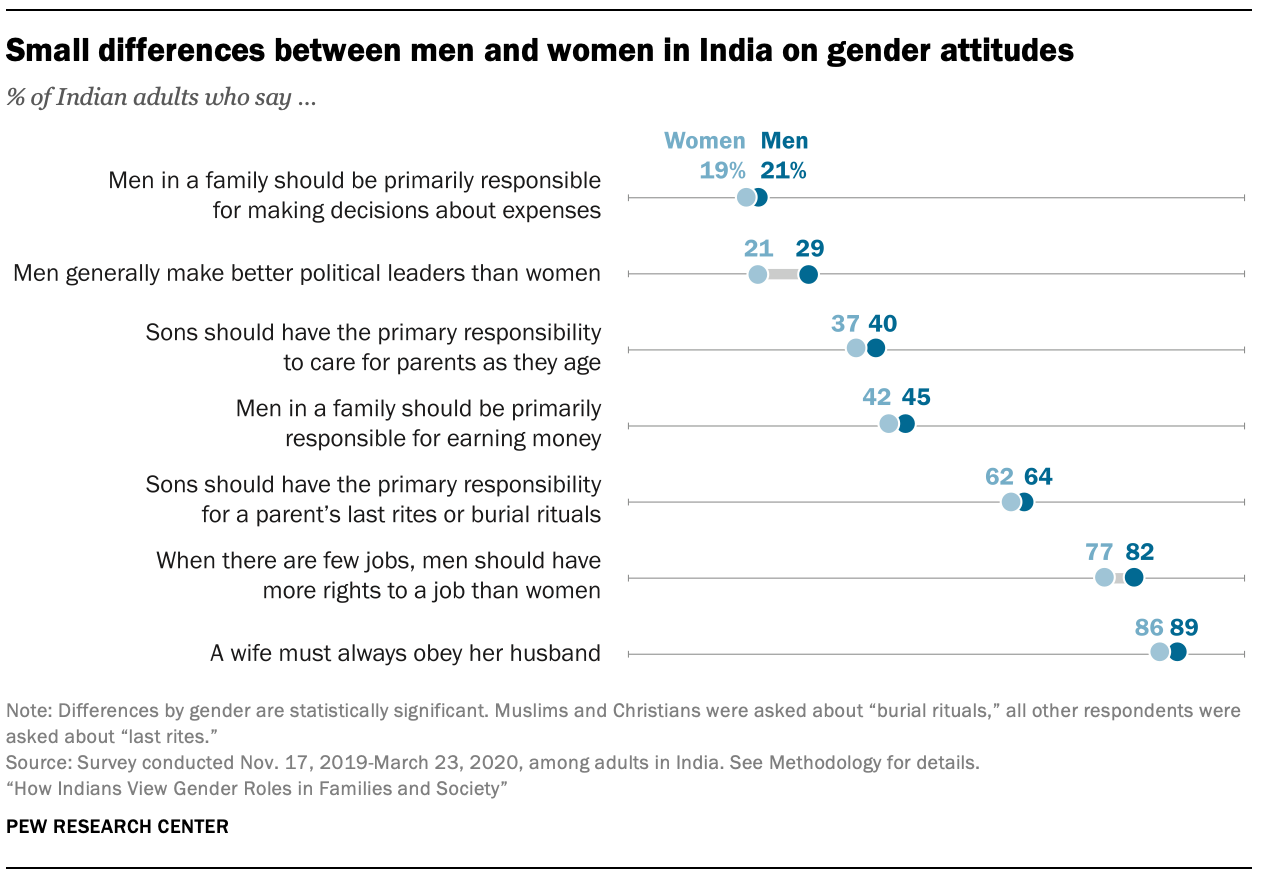 Small differences between men and women in India on gender attitudes
% of Indian adults who say ...
Women Men
19% 21%
Men in a family should be primarily responsible
for making decisions about expenses
21 29
Men generally make better political leaders than women
37 40
Sons should have the primary responsibility
to care for parents as they age
42 45
Men in a family should be primarily
responsible for earning money
62 64
Sons should have the primary responsibility
for a parent’s last rites or burial rituals
77 82
When there are few jobs, men should have
more rights to a job than women
86 89
A wife must always obey her husband
Note: Differences by gender are statistically significant. Muslims and Christians were asked about “burial rituals,” all other respondents were
asked about “last rites.”
Source: Survey conducted Nov. 17, 2019-March 23, 2020, among adults in India. See Methodology for details.
“How Indians View Gender Roles in Families and Society”
PEW RESEARCH CENTER